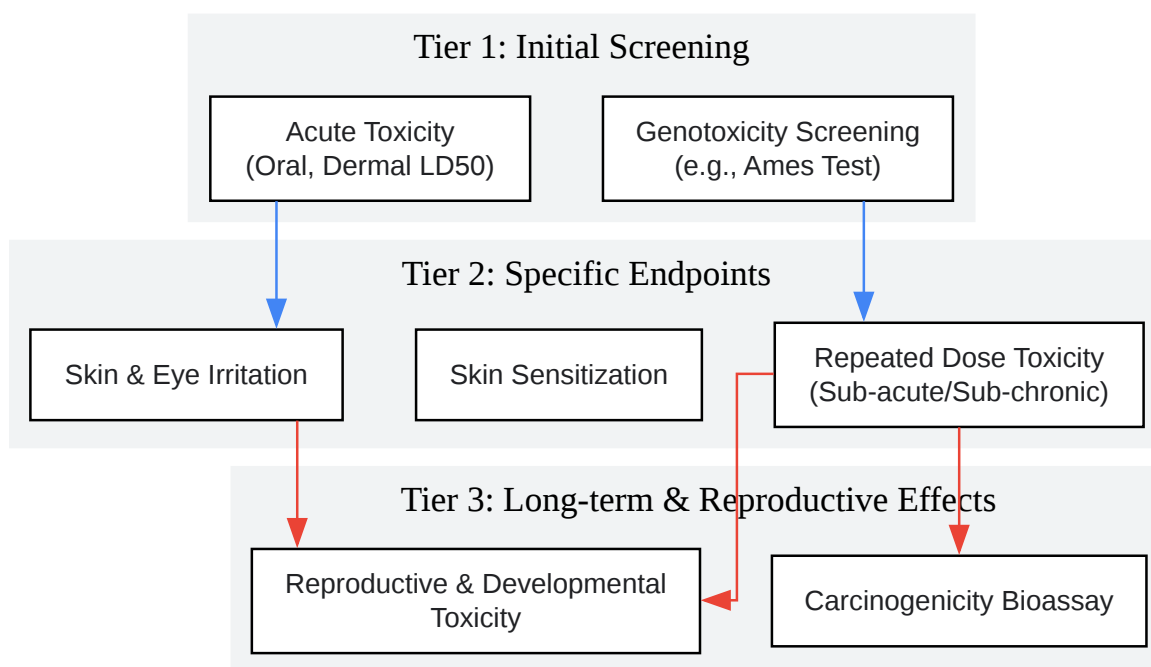 Tier 1: Initial Screening
Acute Toxicity
(Oral, Dermal LD50)
Genotoxicity Screening
(e.g., Ames Test)
Tier 2: Specific Endpoints
Skin & Eye Irritation
Skin Sensitization
Repeated Dose Toxicity
(Sub-acute/Sub-chronic)
Tier 3: Long-term & Reproductive Effects
Reproductive & Developmental
Toxicity
Carcinogenicity Bioassay